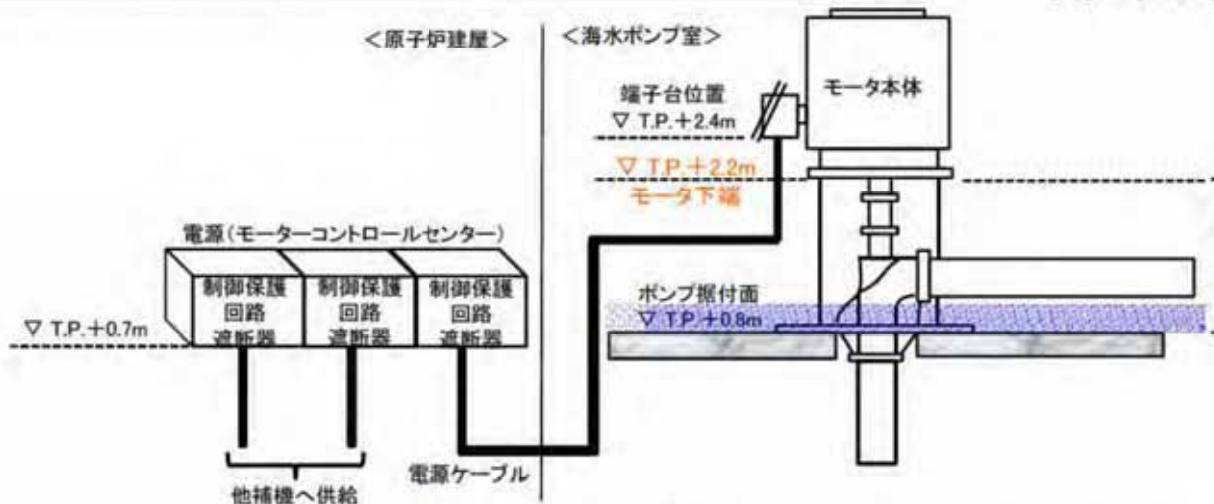 <原子炉建屋>
<海水ポンプ室>
モータ本体
端子台位置
▽ T.P.+2.4m
▽ T.P.+2.2m
モータ下端
電源(モーターコントロールセンター)
制御保護
回路
遮断器
制御保護
回路
遮断器
制御保護
回路
遮断器
▽ T.P.+0.7m
ポンプ据付面
▽ T.P.+0.8m
電源ケーブル
他補機へ供給